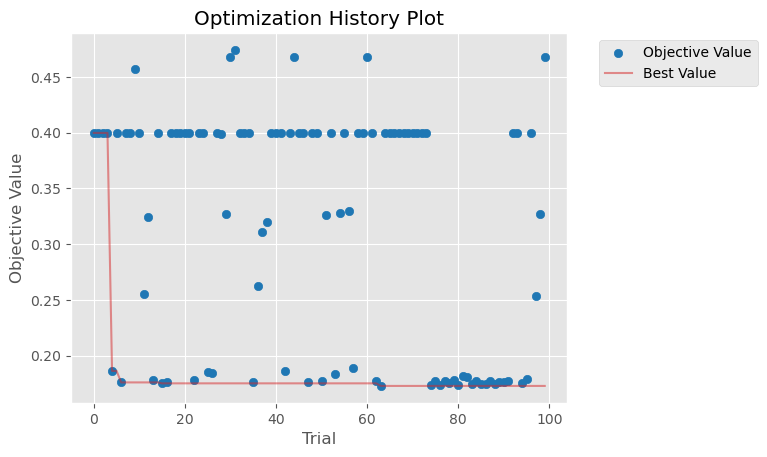 Optimization History Plot
Objective Value
Best Value
Objective Value
0.45
0.40
0.35
0.30
0.25
0.20
0
20
40
60
80
100
Trial